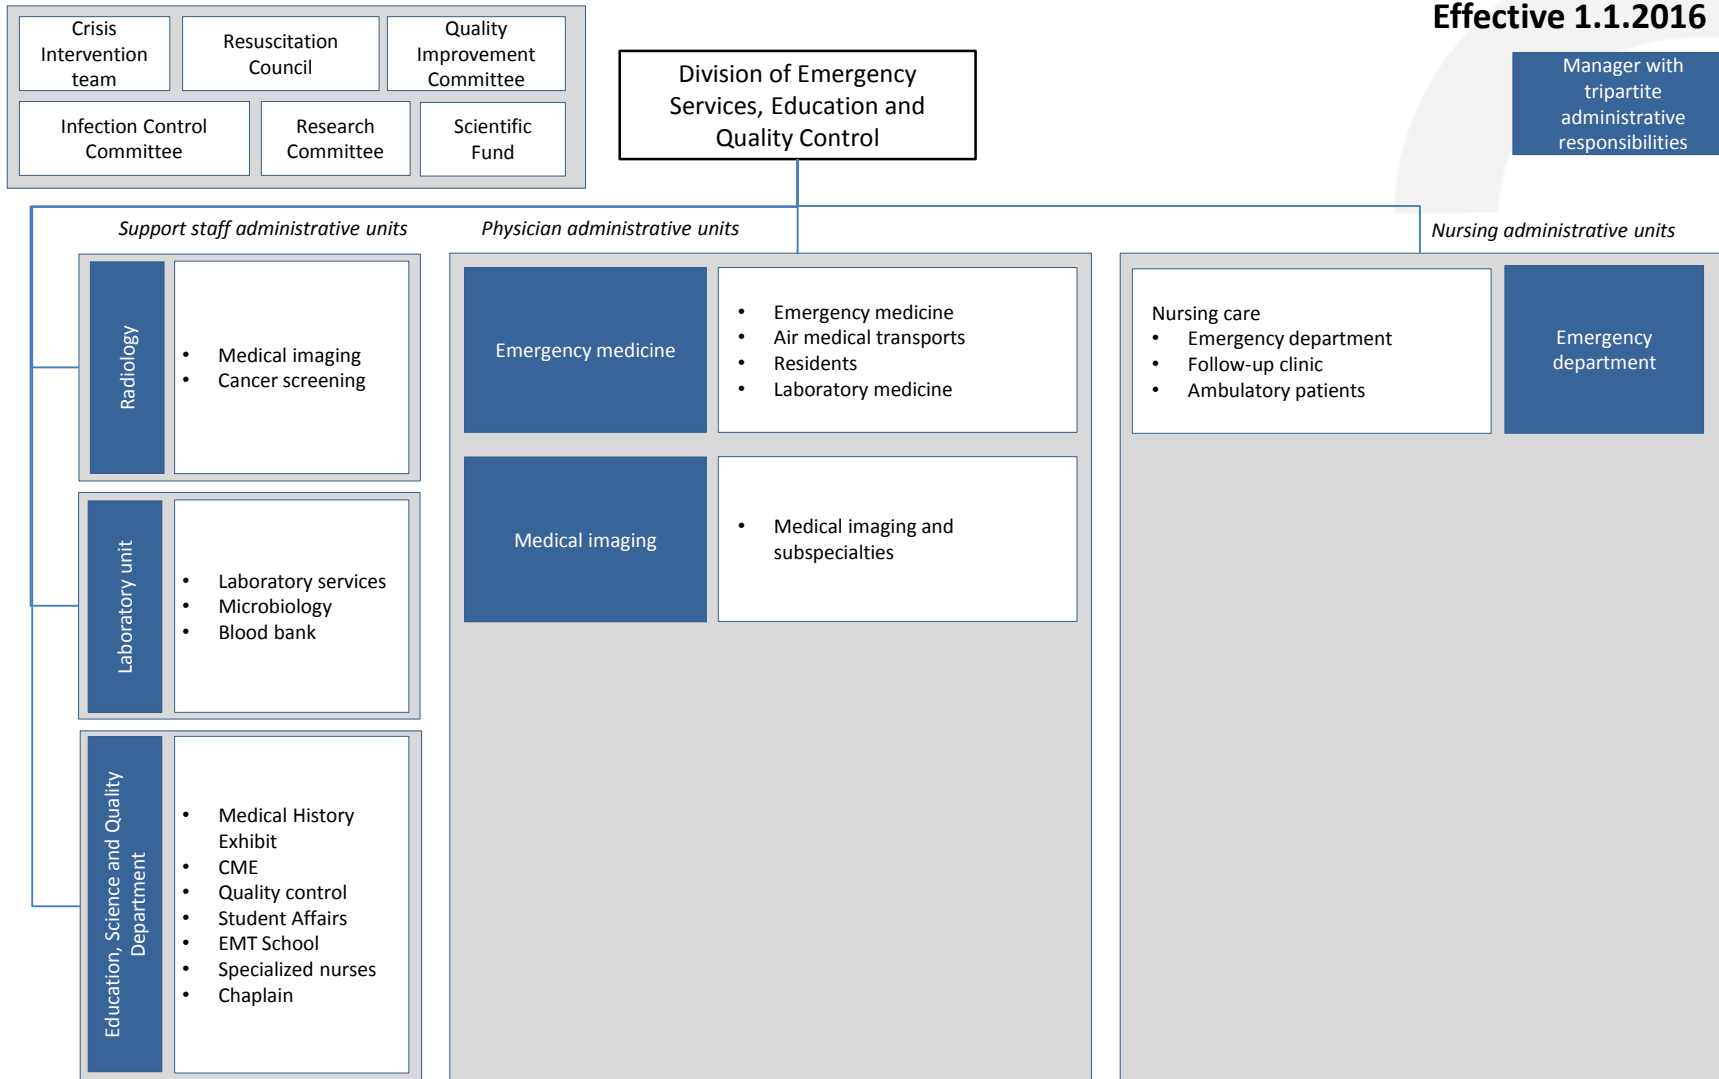 Effective 1.1.2016
Crisis
Intervention
team
Resuscitation
Council
Quality
Improvement
Committee
Infection Control
Committee
Research
Committee
Scientific
Fund
Division of Emergency
Services, Education and
Quality Control
Manager with
tripartite
administrative
responsibilities
Support staff administrative units
Physician administrative units
Nursing administrative units
Radiology
• Medical imaging
• Cancer screening
Laboratory unit
• Laboratory services
• Microbiology
• Blood bank
Education, Science and Quality
Department
• Medical History
Exhibit
• CME
• Quality control
• Student Affairs
• EMT School
• Specialized nurses
• Chaplain
Emergency medicine
• Emergency medicine
• Air medical transports
• Residents
• Laboratory medicine
Medical imaging
• Medical imaging and
subspecialties
Nursing care
• Emergency department
• Follow-up clinic
• Ambulatory patients
Emergency
department